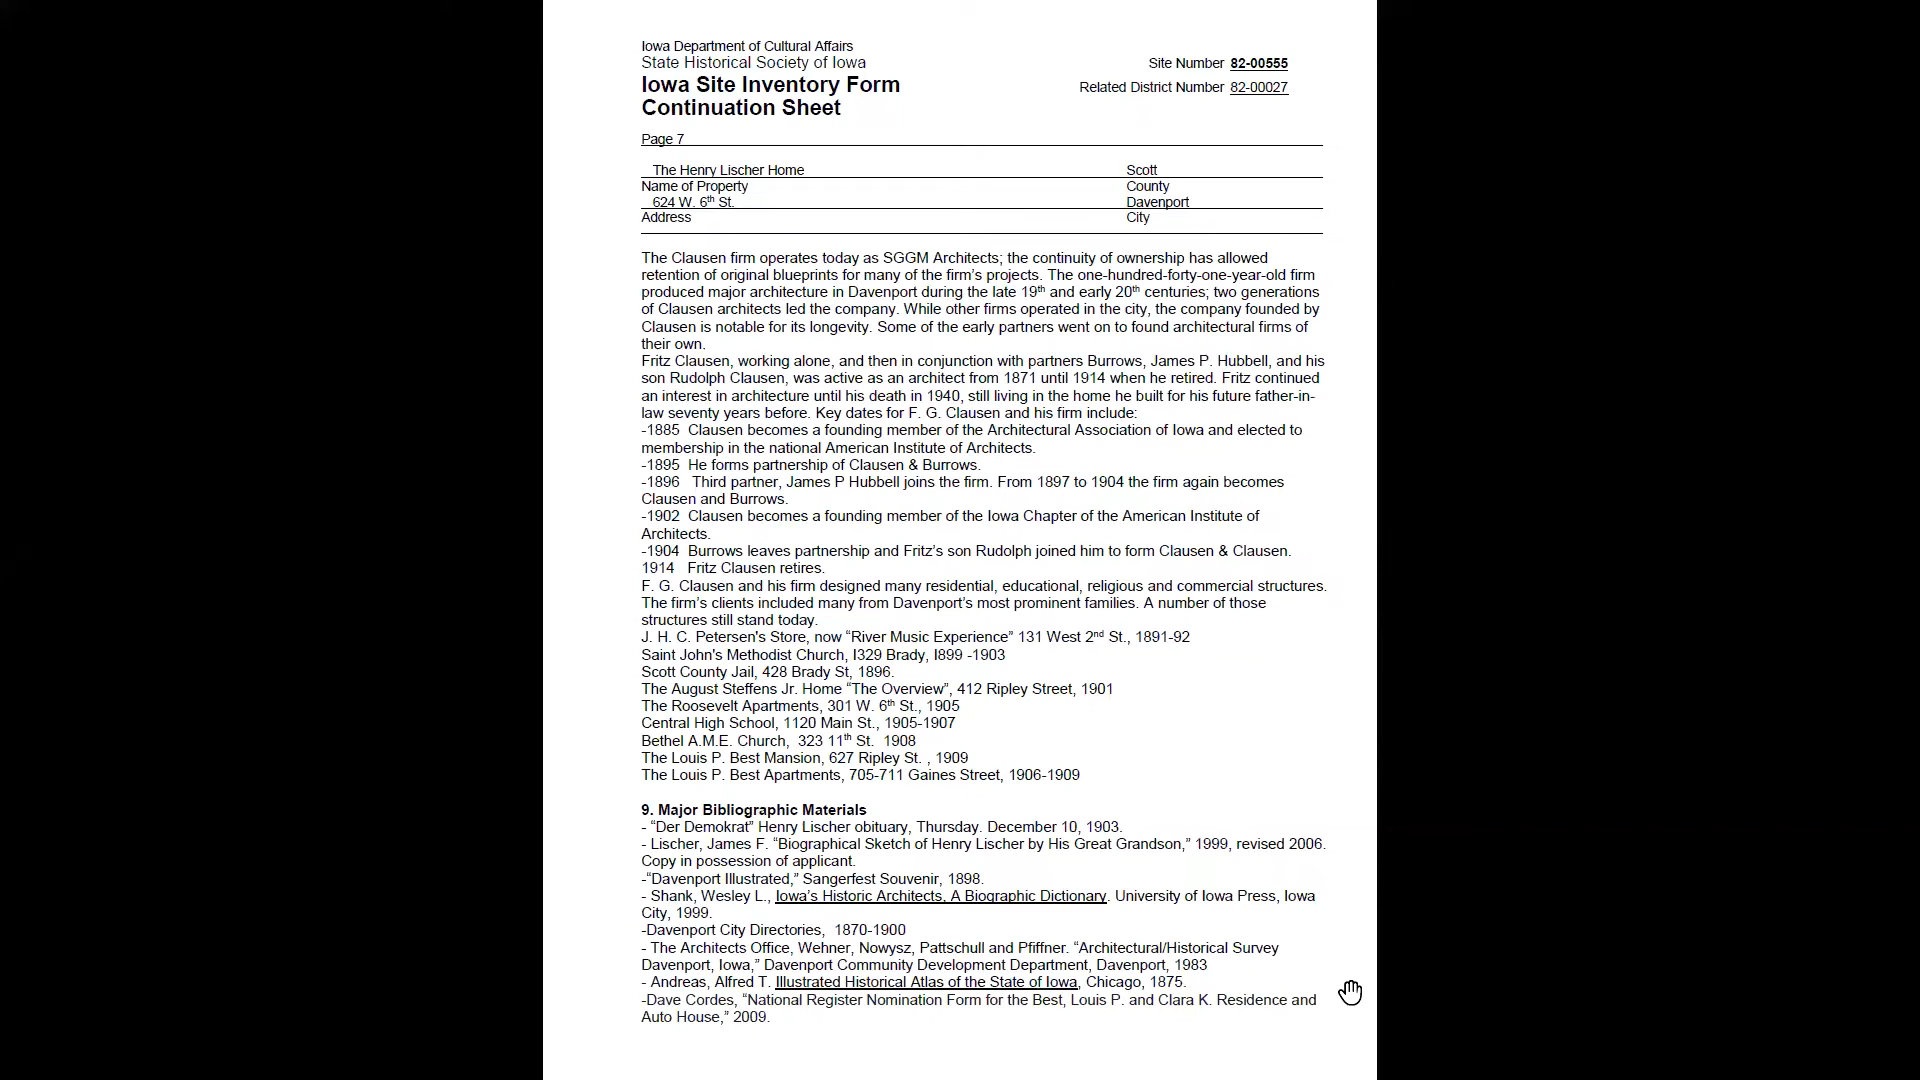 Iowa Department of Cultural Affairs
State Historical Society of Iowa
Site Number 82-00555
Iowa Site Inventory Form
Related District Number 82-00027
Continuation Sheet
Page 7
The Henry Lischer Home Scott
Name of Property County
624 W. 6th St. Davenport
Address City
The Clausen firm operates today as SGGM Architects; the continuity of ownership has allowed
retention of original blueprints for many of the firm's projects. The one-hundred-forty-one-year-old firm
produced major architecture in Davenport during the late 19th and early 20th centuries; two generations
of Clausen architects led the company. While other firms operated in the city, the company founded by
Clausen is notable for its longevity. Some of the early partners went on to found architectural firms of
their own.
Fritz Clausen, working alone, and then in conjunction with partners Burrows, James P. Hubbell, and his
son Rudolph Clausen, was active as an architect from 1871 until 1914 when he retired. Fritz continued
an interest in architecture until his death in 1940, still living in the home he built for his future father-in-
law seventy years before. Key dates for F. G. Clausen and his firm include:
-1885 Clausen becomes a founding member of the Architectural Association of Iowa and elected to
membership in the national American Institute of Architects.
-1895 He forms partnership of Clausen & Burrows.
-1896 Third partner, James P Hubbell joins the firm. From 1897 to 1904 the firm again becomes
Clausen and Burrows.
-1902 Clausen becomes a founding member of the Iowa Chapter of the American Institute of
Architects.
-1904 Burrows leaves partnership and Fritz's son Rudolph joined him to form Clausen & Clausen.
1914 Fritz Clausen retires.
F. G. Clausen and his firm designed many residential, educational, religious and commercial structures.
The firm's clients included many from Davenport's most prominent families. A number of those
structures still stand today.
J. H. C. Petersen's Store, now “River Music Experience” 131 West 2nd St., 1891-92
Saint John's Methodist Church, I329 Brady, I899 -1903
Scott County Jail, 428 Brady St, 1896.
The August Steffens Jr. Home “The Overview”, 412 Ripley Street, 1901
The Roosevelt Apartments, 301 W. 6th St., 1905
Central High School, 1120 Main St., 1905-1907
Bethel A.M.E. Church, 323 11th St. 1908
The Louis P. Best Mansion, 627 Ripley St. , 1909
The Louis P. Best Apartments, 705-711 Gaines Street, 1906-1909
9. Major Bibliographic Materials
- “Der Demokrat” Henry Lischer obituary, Thursday. December 10, 1903.
- Lischer, James F. “Biographical Sketch of Henry Lischer by His Great Grandson,” 1999, revised 2006.
Copy in possession of applicant.
-“Davenport Illustrated,” Sangerfest Souvenir, 1898.
- Shank, Wesley L., Iowa's Historic Architects, A Biographic Dictionary. University of Iowa Press, Iowa
City, 1999.
-Davenport City Directories, 1870-1900
- The Architects Office, Wehner, Nowysz, Pattschull and Pfiffner. “Architectural/Historical Survey
Davenport, Iowa,” Davenport Community Development Department, Davenport, 1983
- Andreas, Alfred T. Illustrated Historical Atlas of the State of Iowa, Chicago, 1875.
-Dave Cordes, “National Register Nomination Form for the Best, Louis P. and Clara K. Residence and
Auto House,” 2009.